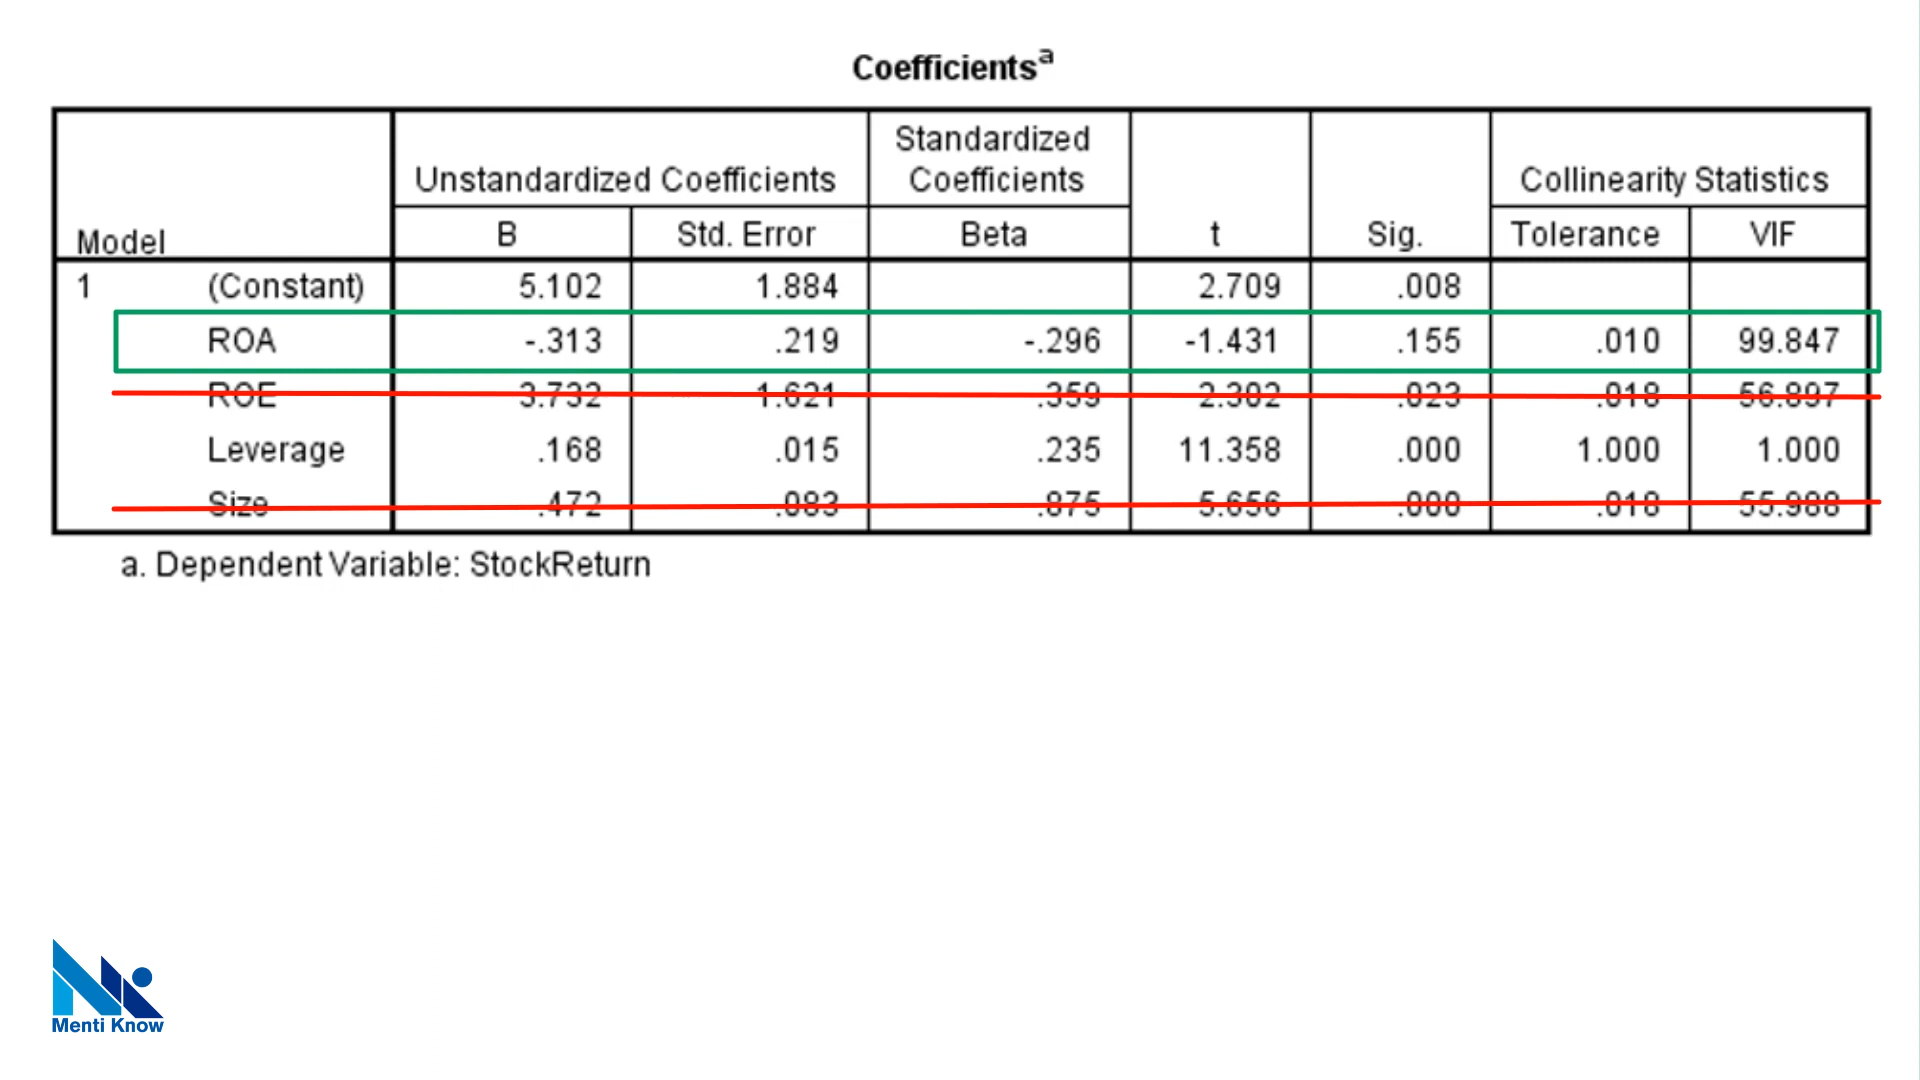 Coefficientsᵃ
Model Unstandardized Coefficients Standardized Coefficients t Sig. Collinearity Statistics
B Std. Error Beta Tolerance VIF
1 (Constant) 5.102 1.884 2.709 .008
ROA -.313 .219 -.296 -1.431 .155 .010 99.847
ROE 3.732 1.621 .359 2.302 .023 .018 56.897
Leverage .168 .015 .235 11.358 .000 1.000 1.000
Size .472 .083 .875 5.656 .000 .018 55.988
a. Dependent Variable: StockReturn
Menti Know